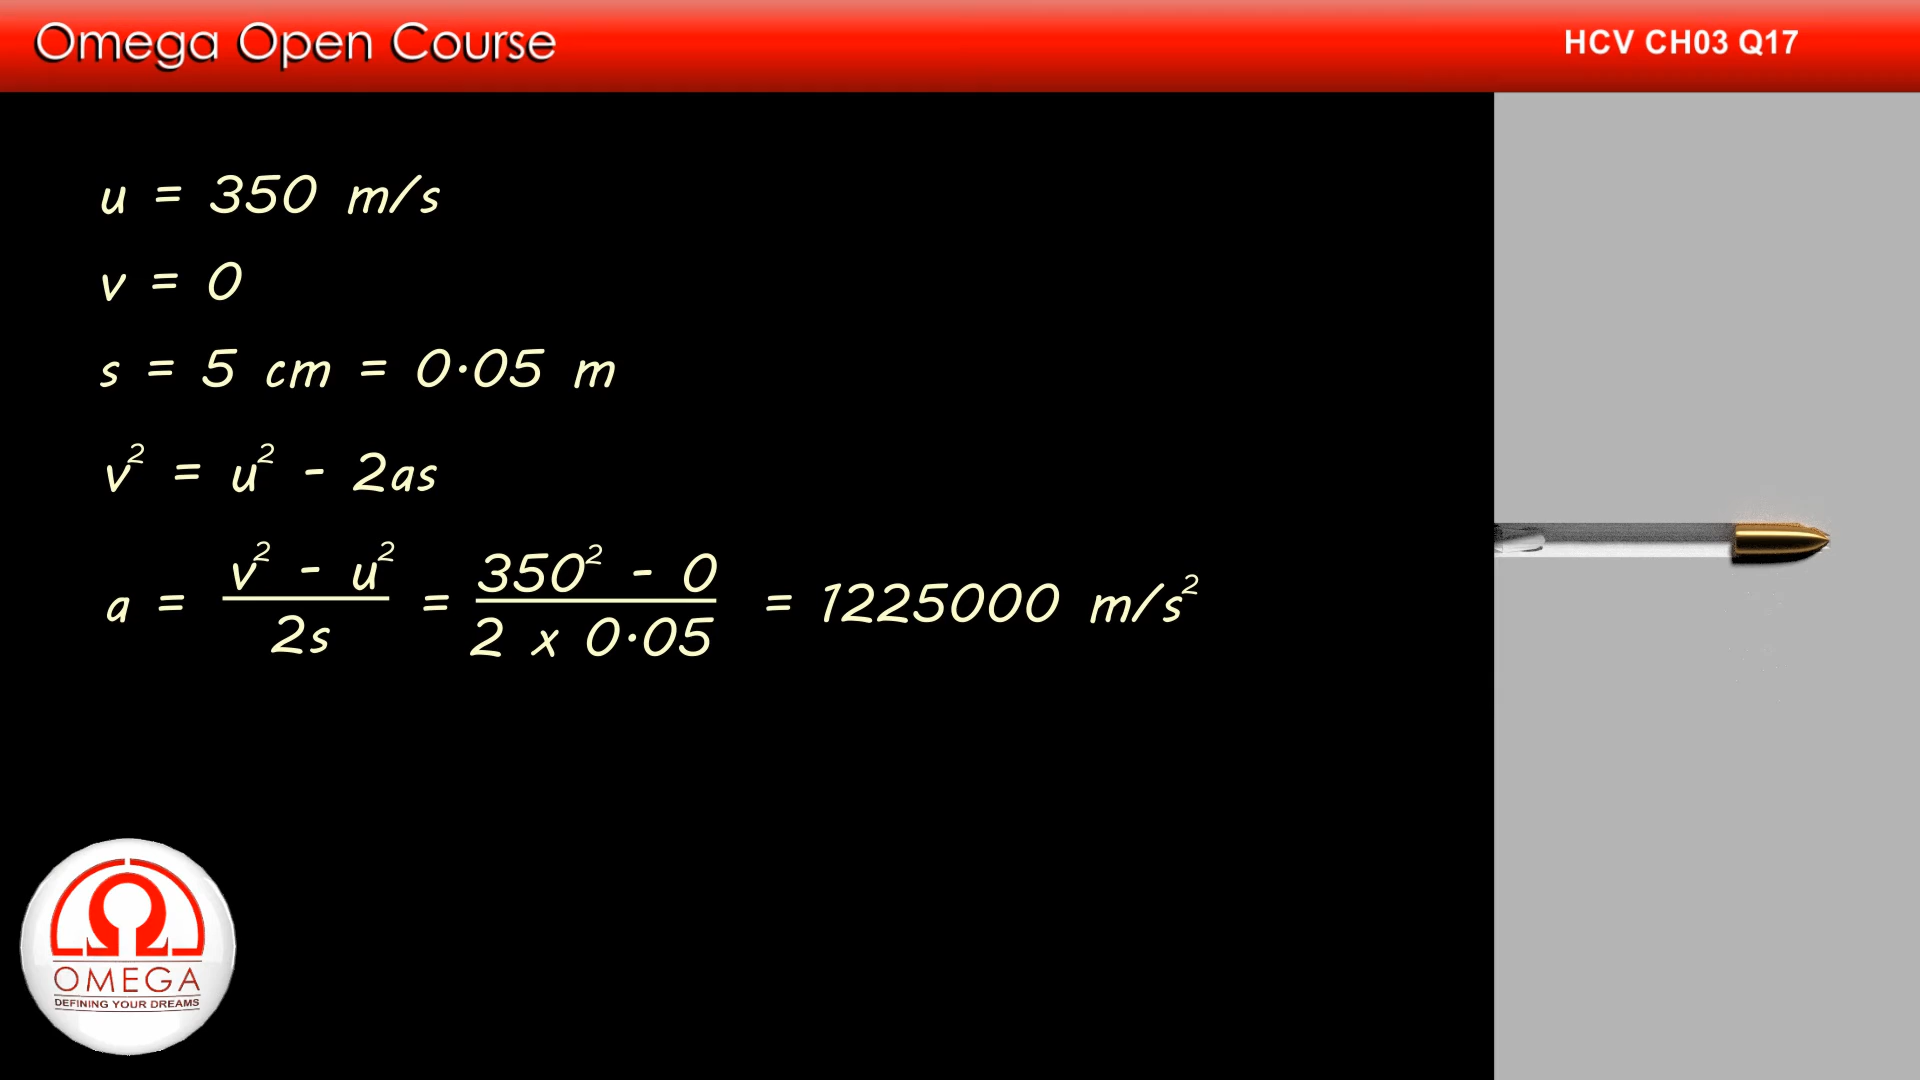 Omega Open Course
HCV CH03 Q17
u = 350 m/s
v = 0
s = 5 cm = 0·05 m
v² = u² - 2as
a = (v² - u²)/2s = (350² - 0)/(2 x 0·05) = 1225000 m/s²
OMEGA
DEFINING YOUR DREAMS